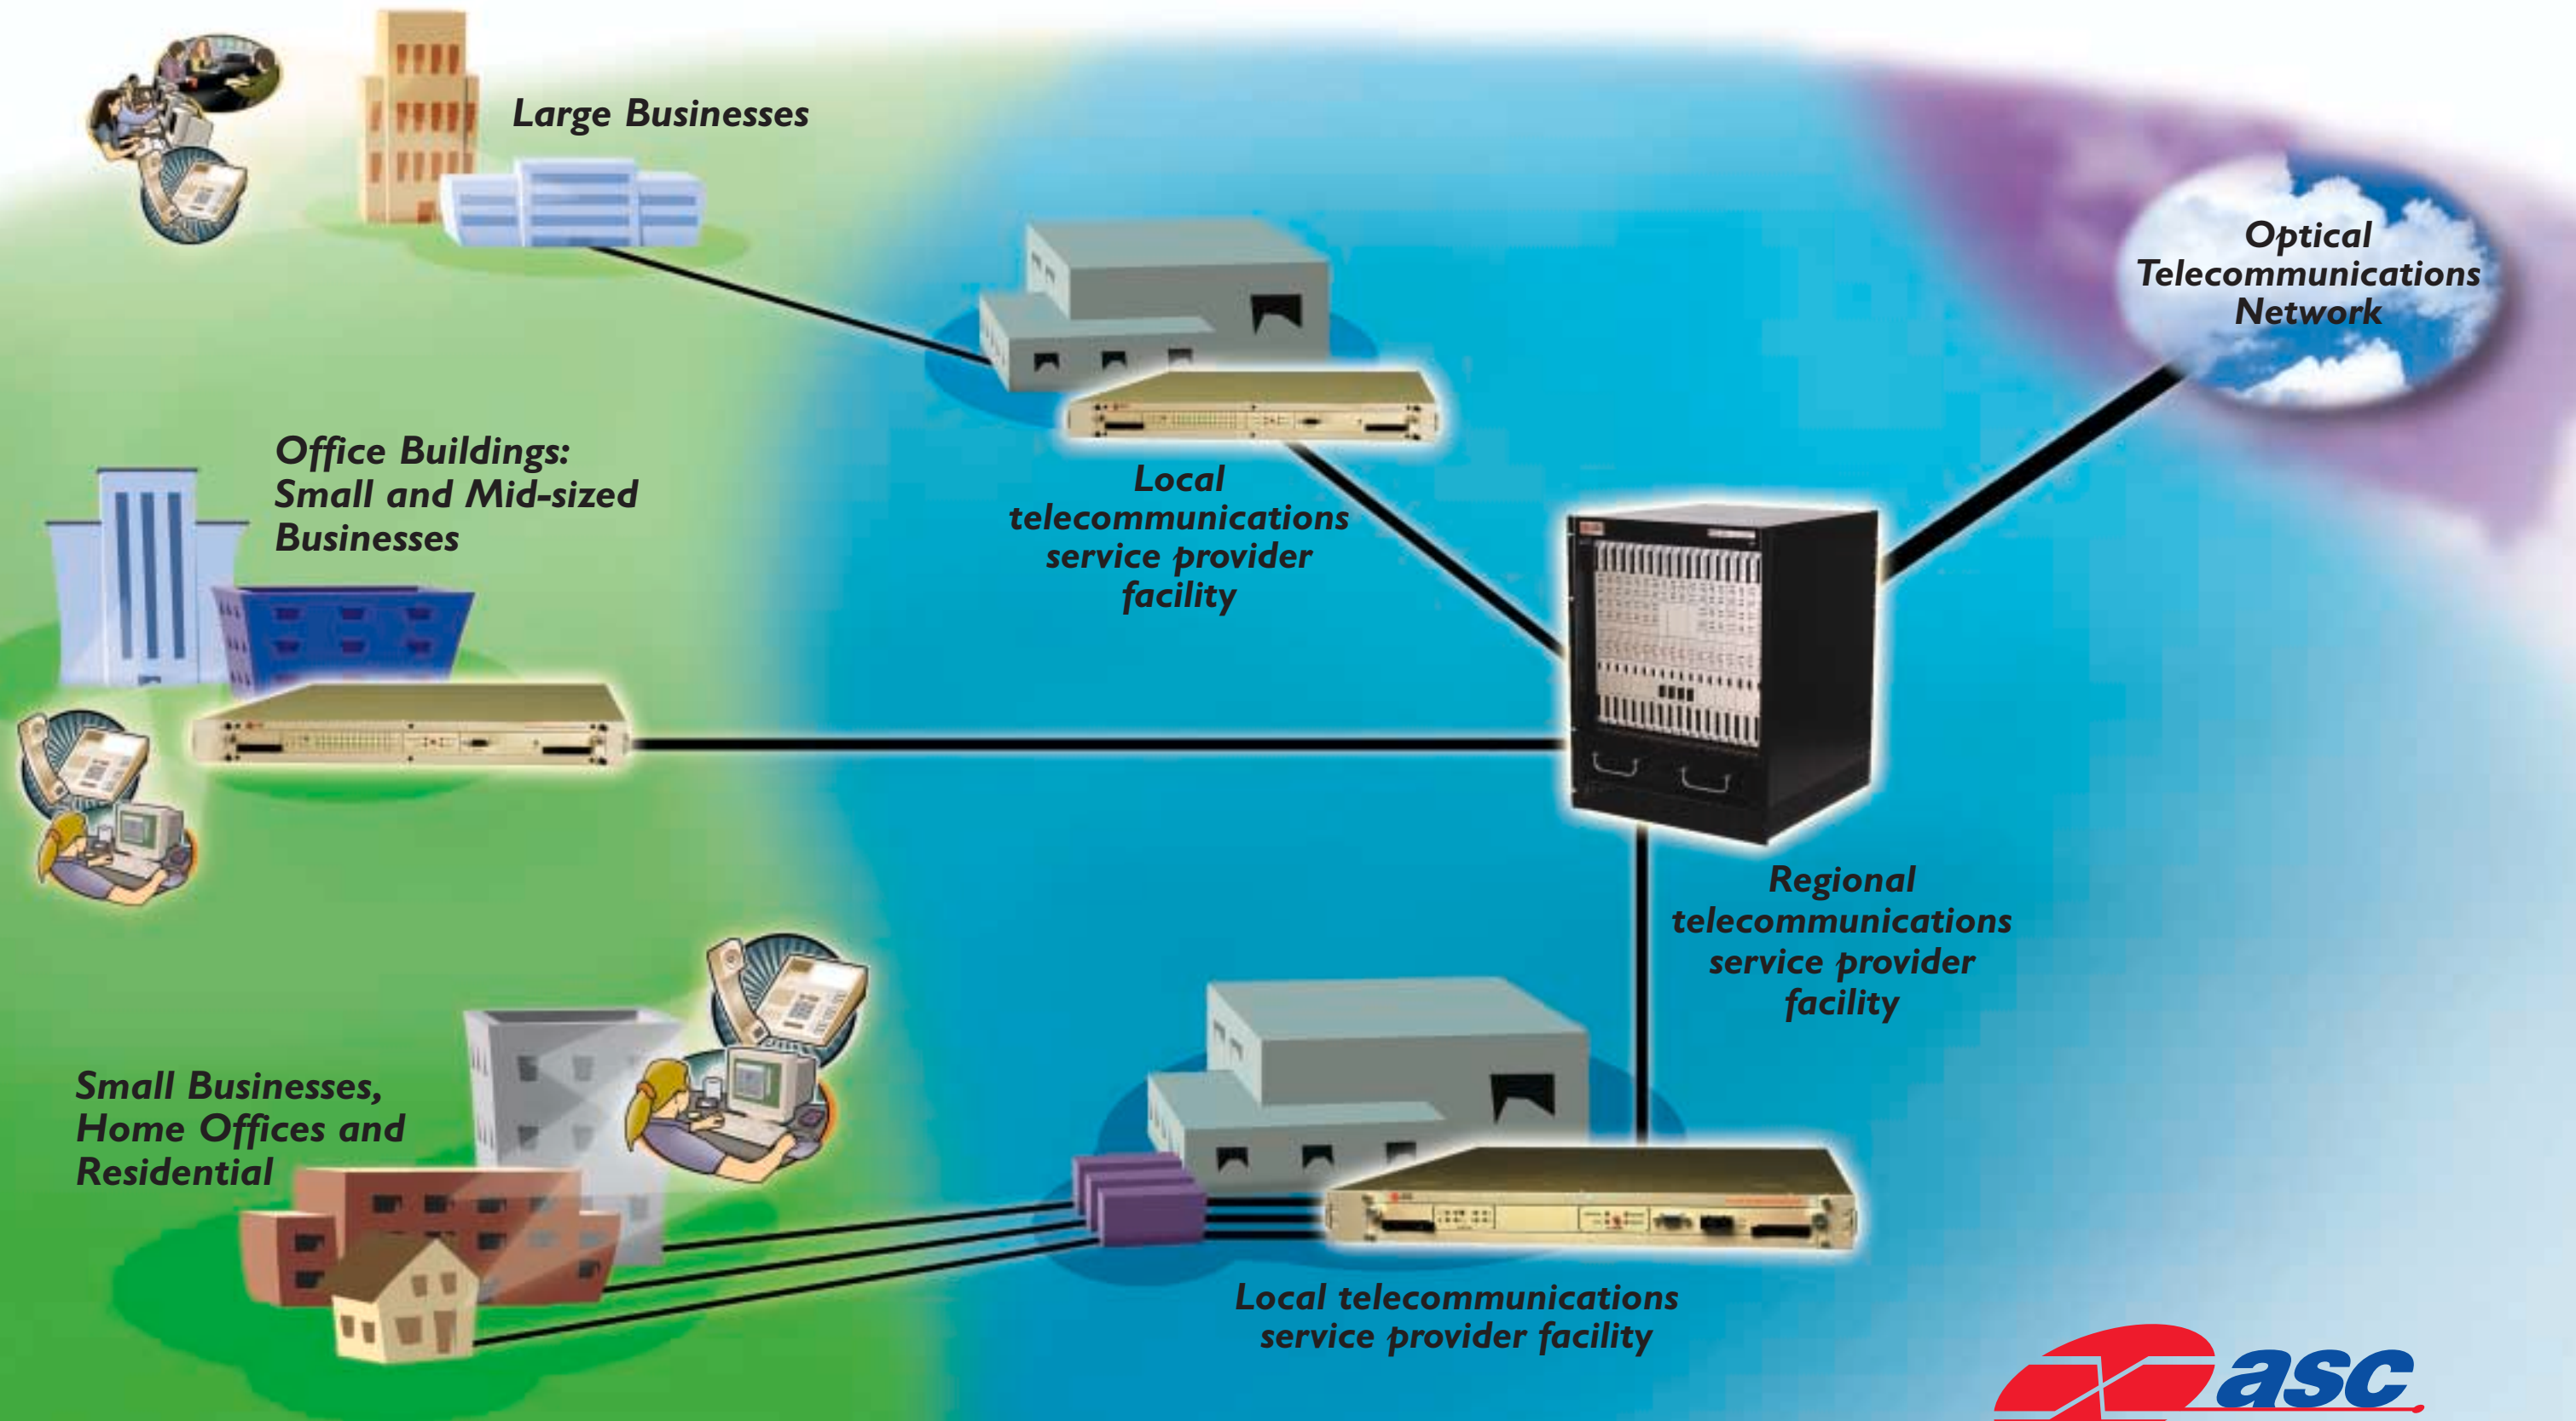 Large Businesses
Optical
Telecommunications
Network
Office Buildings:
Small and Mid-sized
Businesses
Local
telecommunications
service provider
facility
Regional
telecommunications
service provider
facility
Small Businesses,
Home Offices and
Residential
Local telecommunications
service provider facility
asc